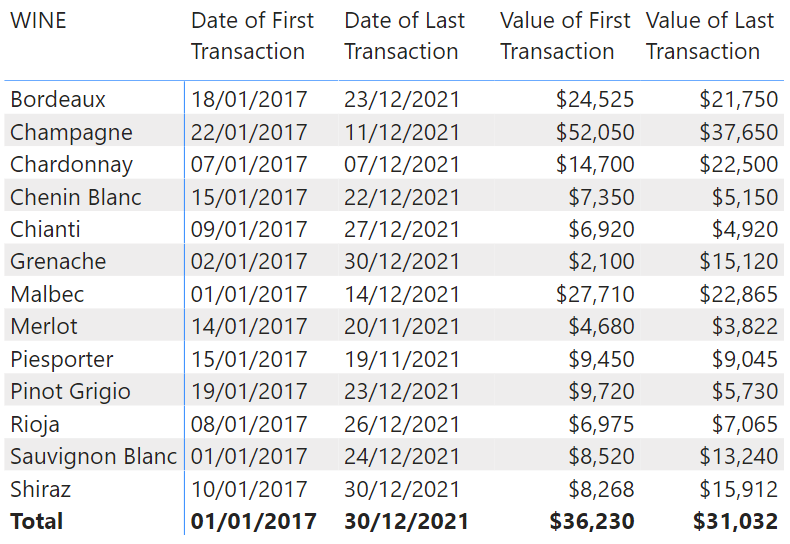 WINE Date of First Transaction Date of Last Transaction Value of First Transaction Value of Last Transaction
Bordeaux 18/01/2017 23/12/2021 $24,525 $21,750
Champagne 22/01/2017 11/12/2021 $52,050 $37,650
Chardonnay 07/01/2017 07/12/2021 $14,700 $22,500
Chenin Blanc 15/01/2017 22/12/2021 $7,350 $5,150
Chianti 09/01/2017 27/12/2021 $6,920 $4,920
Grenache 02/01/2017 30/12/2021 $2,100 $15,120
Malbec 01/01/2017 14/12/2021 $27,710 $22,865
Merlot 14/01/2017 20/11/2021 $4,680 $3,822
Piesporter 15/01/2017 19/11/2021 $9,450 $9,045
Pinot Grigio 19/01/2017 23/12/2021 $9,720 $5,730
Rioja 08/01/2017 26/12/2021 $6,975 $7,065
Sauvignon Blanc 01/01/2017 24/12/2021 $8,520 $13,240
Shiraz 10/01/2017 30/12/2021 $8,268 $15,912
Total 01/01/2017 30/12/2021 $36,230 $31,032